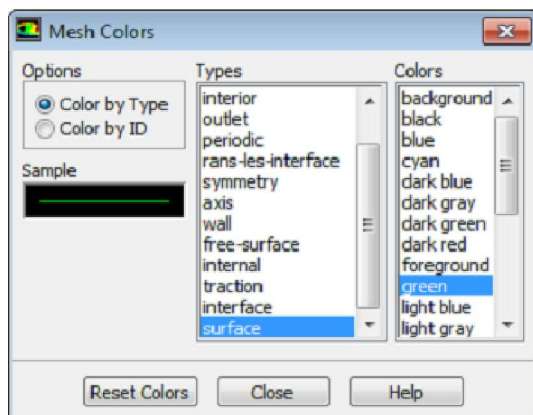 Mesh Colors
Options
Color by Type
Color by ID
Sample
Types
interior
outlet
periodic
rans-les-interface
symmetry
axis
wall
free-surface
internal
traction
interface
surface
Colors
background
black
blue
cyan
dark blue
dark gray
dark green
dark red
foreground
green
light blue
light gray
Reset Colors
Close
Help